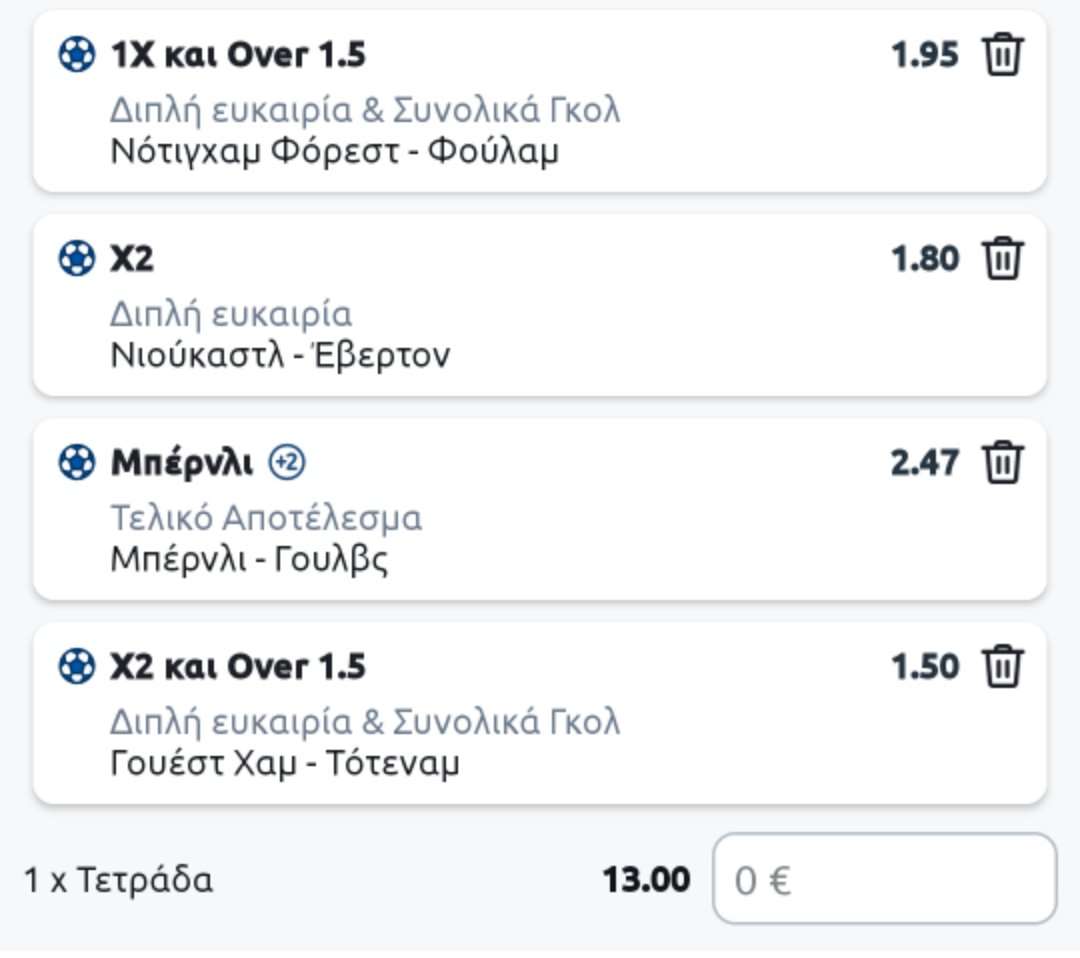 1X και Over 1.5 1.95
Διπλή ευκαιρία & Συνολικά Γκολ
Νότιγχαμ Φόρεστ - Φούλαμ
X2 1.80
Διπλή ευκαιρία
Νιούκαστλ - Έβερτον
Μπέρνλι +2 2.47
Τελικό Αποτέλεσμα
Μπέρνλι - Γουλβς
X2 και Over 1.5 1.50
Διπλή ευκαιρία & Συνολικά Γκολ
Γουέστ Χαμ - Τότεναμ
1 x Τετράδα 13.00 0 €